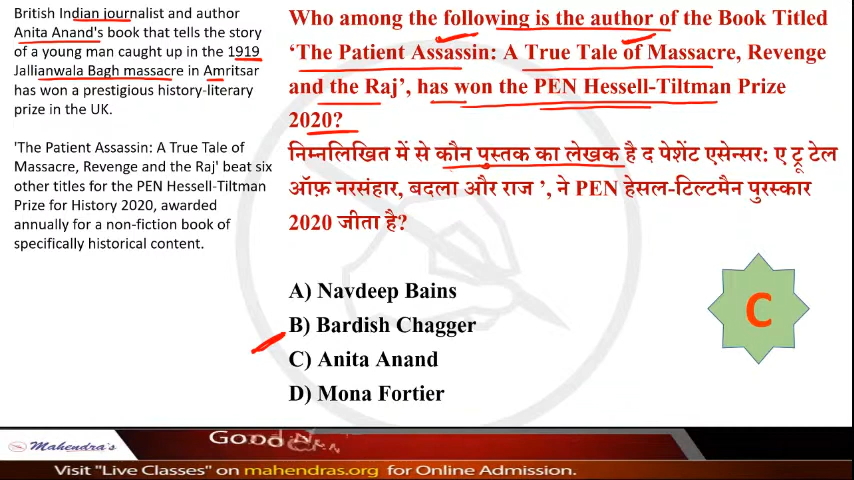 British Indian journalist and author
Anita Anand's book that tells the story
of a young man caught up in the 1919
Jallianwala Bagh massacre in Amritsar
has won a prestigious history-literary
prize in the UK.
'The Patient Assassin: A True Tale of
Massacre, Revenge and the Raj' beat six
other titles for the PEN Hessell-Tiltman
Prize for History 2020, awarded
annually for a non-fiction book of
specifically historical content.
Who among the following is the author of the Book Titled
‘The Patient Assassin: A True Tale of Massacre, Revenge
and the Raj’, has won the PEN Hessell-Tiltman Prize
2020?
निम्नलिखित में से कौन पुस्तक का लेखक है द पेशेंट एसेन्सर: ए ट्रू टेल
ऑफ़ नरसंहार, बदला और राज ’, ने PEN हेसल-टिल्टमैन पुरस्कार
2020 जीता है?
A) Navdeep Bains
B) Bardish Chagger
C) Anita Anand
D) Mona Fortier
C
Mahendra's
Good
Visit "Live Classes" on mahendras.org for Online Admission.